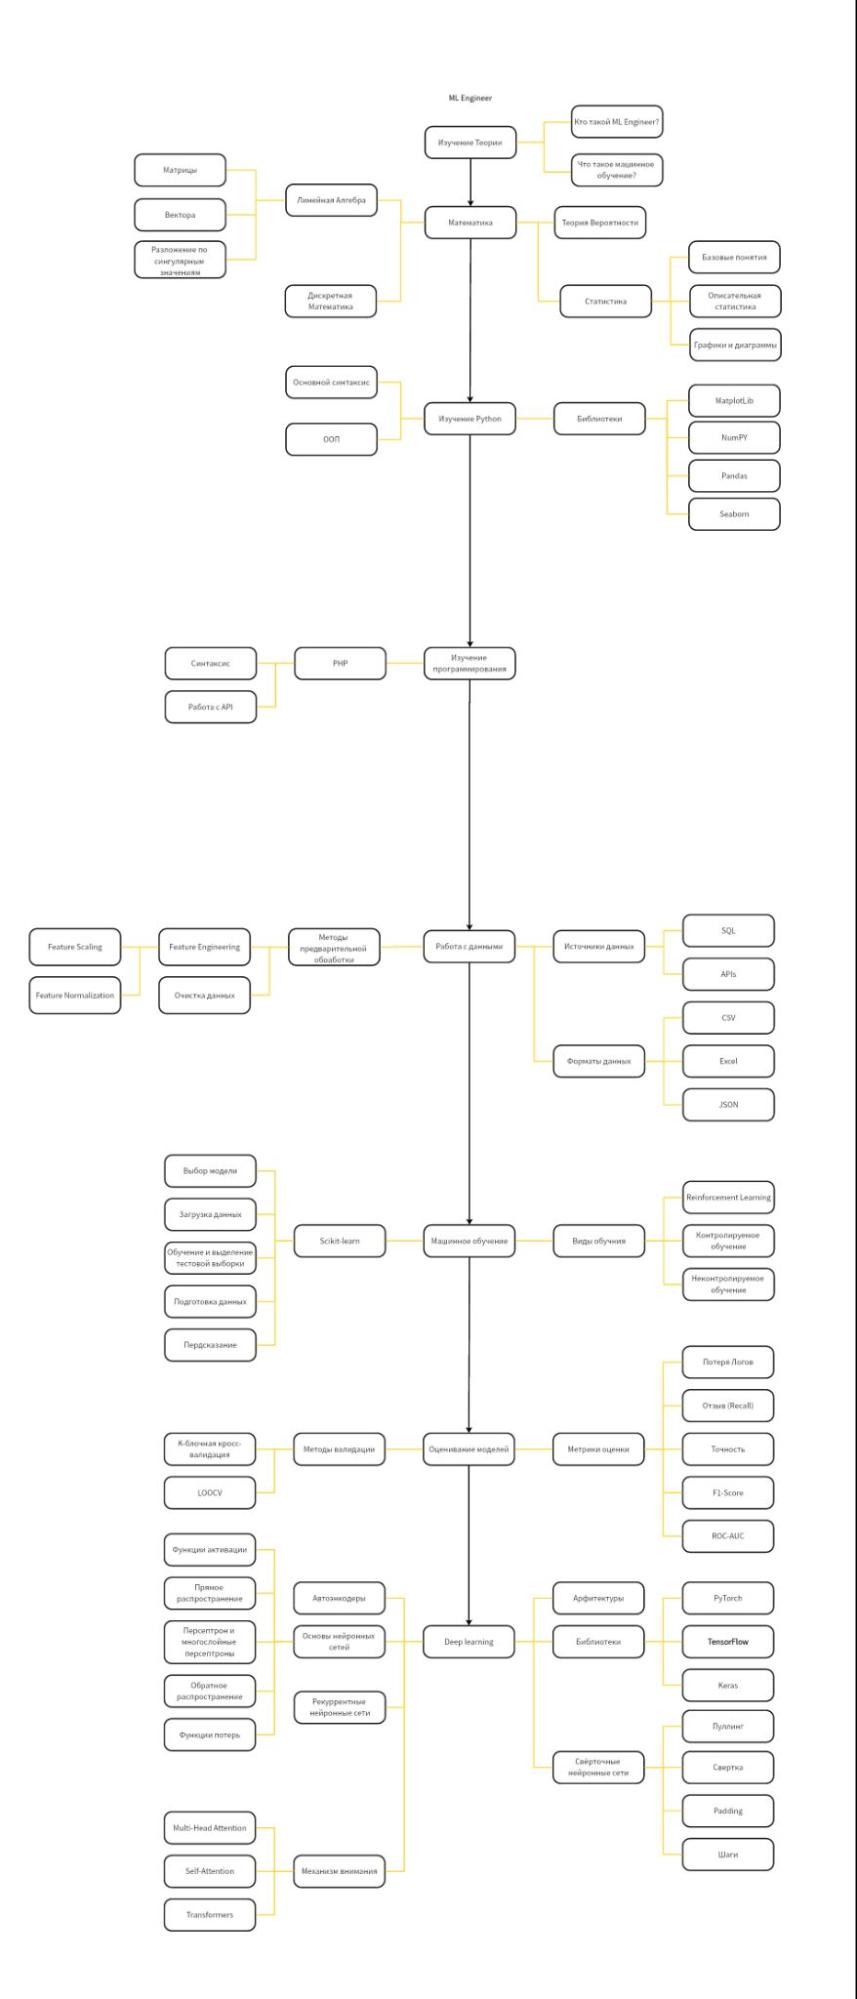 ML Engineer
Изучение Теории
Кто такой ML Engineer?
Что такое машинное
обучение?
Матрицы
Вектора
Разложение по
сингулярным
значениям
Линейная Алгебра
Дискретная
Математика
Математика
Теория Вероятности
Статистика
Базовые понятия
Описательная
статистика
Графики и диаграммы
Основной синтаксис
ООП
Изучение Python
Библиотеки
MatplotLib
NumPY
Pandas
Seaborn
Синтаксис
Работа с API
PHP
Изучение
программирования
Feature Scaling
Feature Normalization
Feature Engineering
Очистка данных
Методы
предварительной
обработки
Работа с данными
Источники данных
SQL
APIs
Форматы данных
CSV
Excel
JSON
Выбор модели
Загрузка данных
Обучение и выделение
тестовой выборки
Подготовка данных
Пердсказание
Scikit-learn
Машинное обучение
Виды обучния
Reinforcement Learning
Контролируемое
обучение
Неконтролируемое
обучение
К-блочная кросс-
валидация
LOOCV
Методы валидации
Оценивание моделей
Метрики оценки
Потеря Логов
Отзыв (Recall)
Точность
F1-Score
ROC-AUC
Функции активации
Прямое
распространение
Персептрон и
многослойные
персептроны
Обратное
распространение
Функции потерь
Автоэнкодеры
Основы нейронных
сетей
Рекуррентные
нейронные сети
Multi-Head Attention
Self-Attention
Transformers
Механизм внимания
Deep learning
Арфитектуры
Библиотеки
PyTorch
TensorFlow
Keras
Свёрточные
нейронные сети
Пуллинг
Свертка
Padding
Шаги